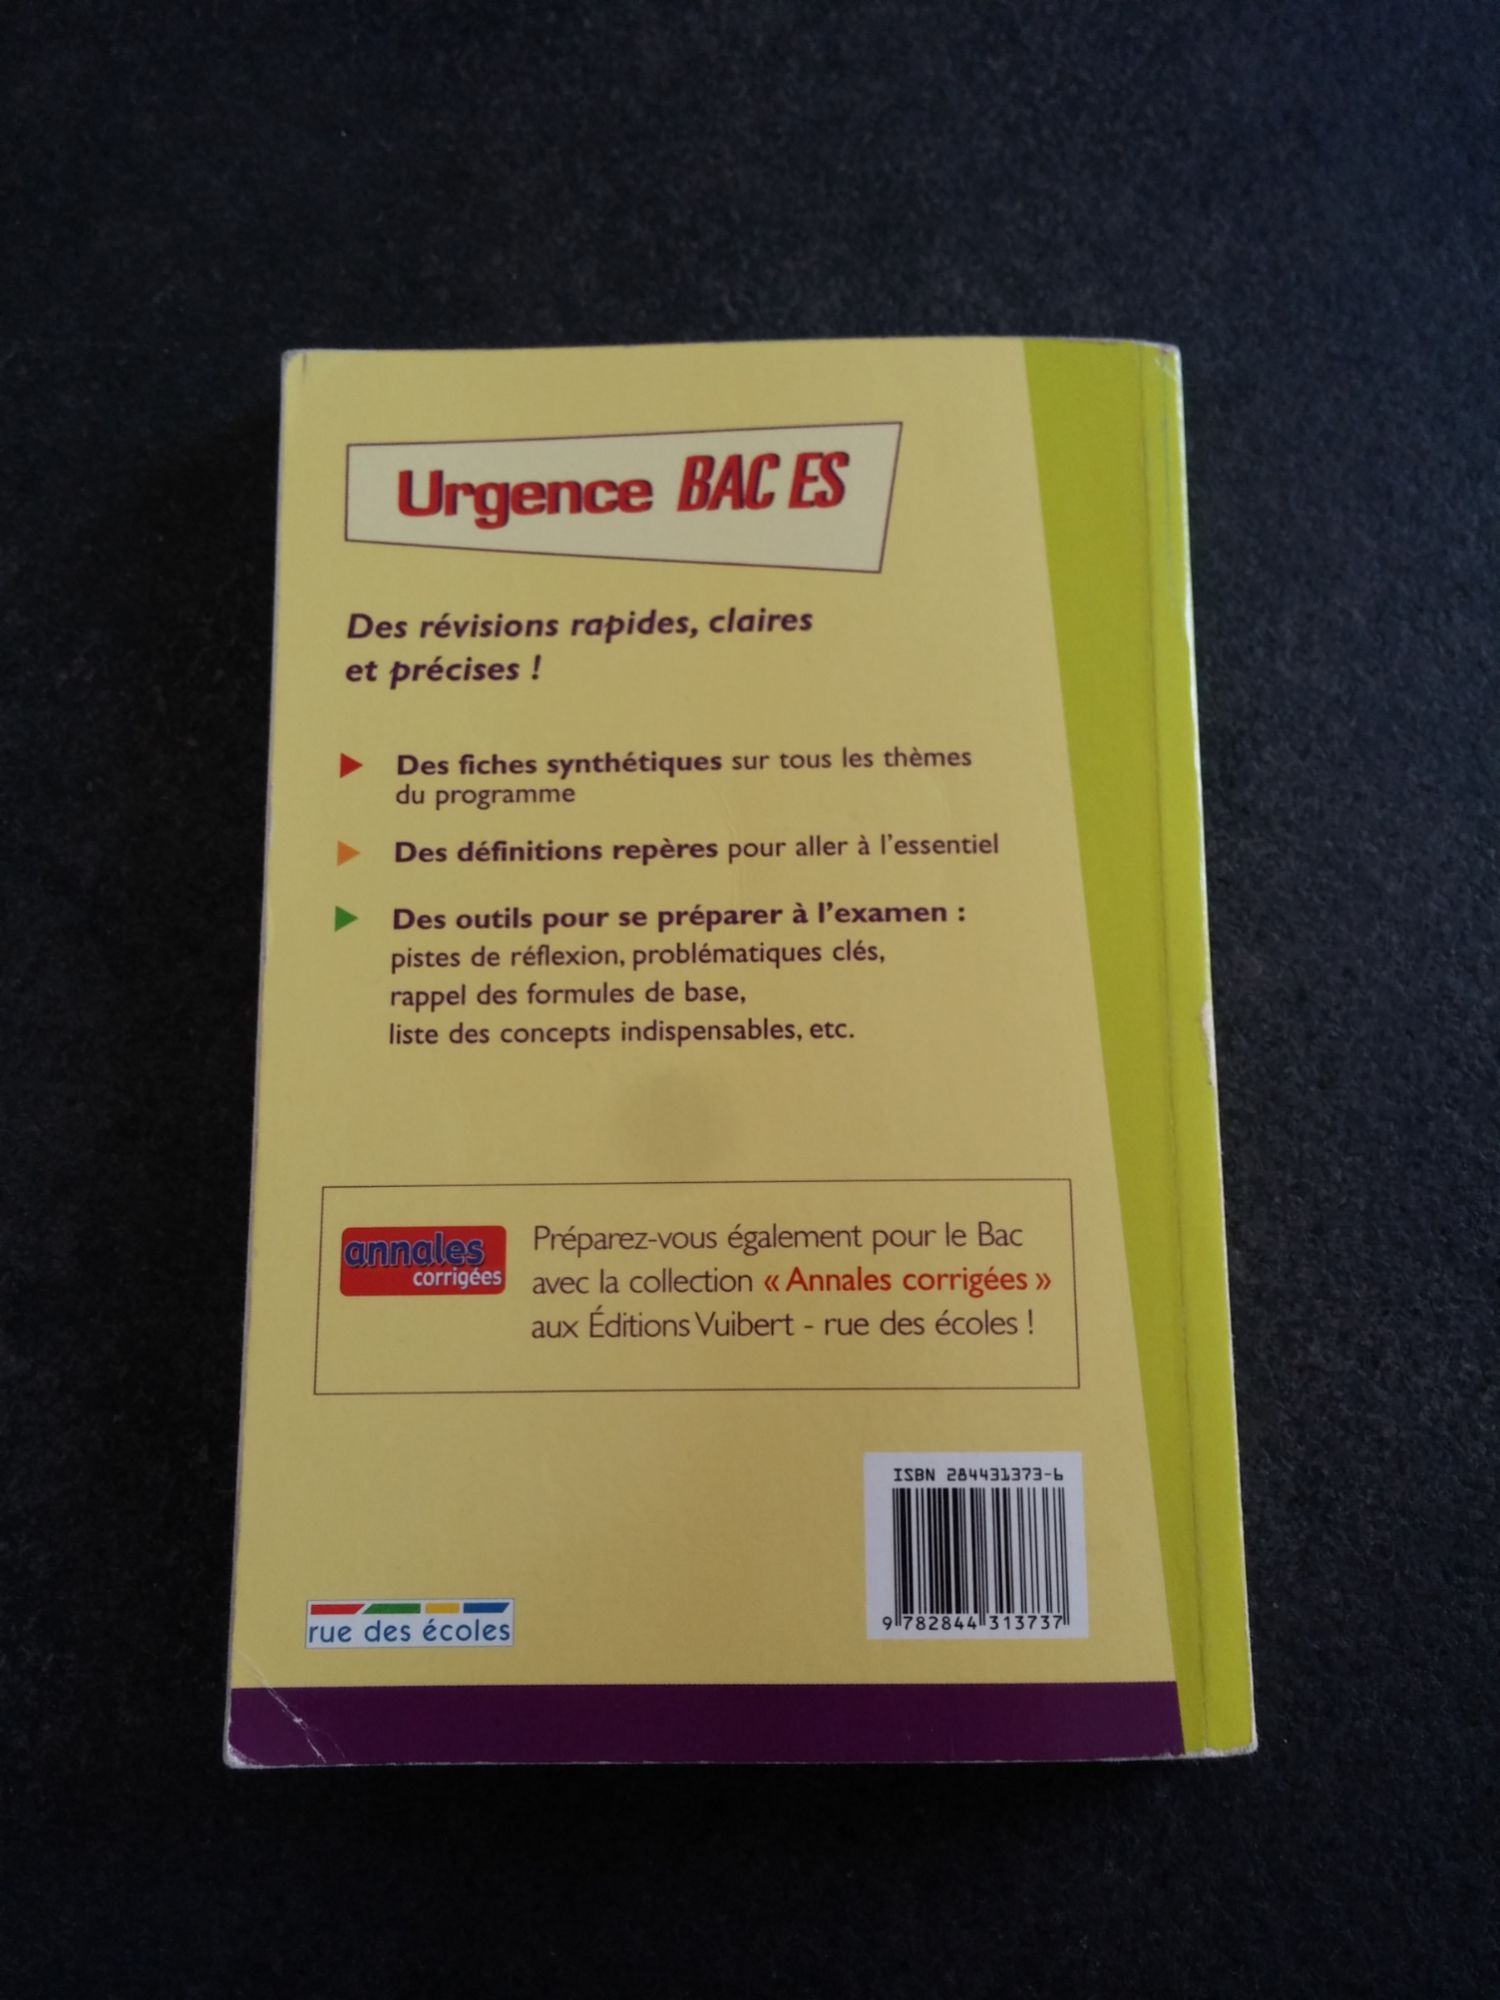 Urgence BAC ES
Des révisions rapides, claires
et précises !
Des fiches synthétiques sur tous les thèmes
du programme
Des définitions repères pour aller à l'essentiel
Des outils pour se préparer à l'examen :
pistes de réflexion, problématiques clés,
rappel des formules de base,
liste des concepts indispensables, etc.
annales
corrigées
Préparez-vous également pour le Bac
avec la collection « Annales corrigées »
aux Éditions Vuibert - rue des écoles !
ISBN 284431373-6
9 782844 313737
rue des écoles